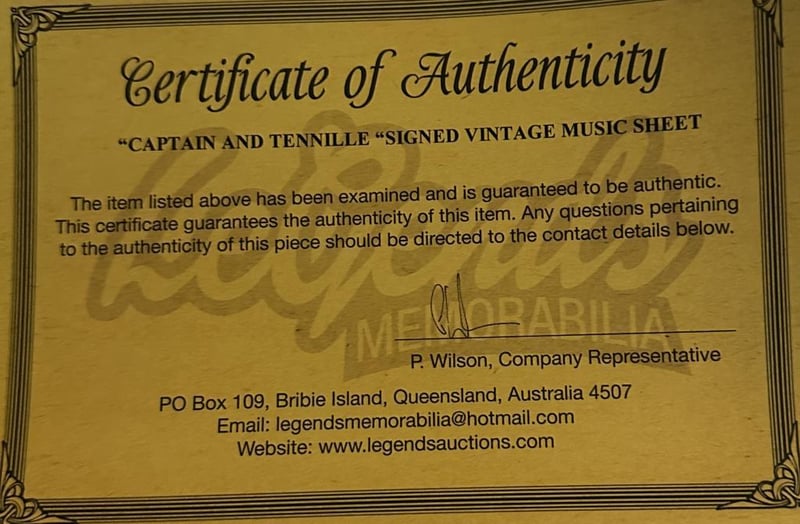 Certificate of Authenticity
“CAPTAIN AND TENNILLE “SIGNED VINTAGE MUSIC SHEET
The item listed above has been examined and is guaranteed to be authentic.
This certificate guarantees the authenticity of this item. Any questions pertaining
to the authenticity of this piece should be directed to the contact details below.
Legends
MEMORABILIA
P. Wilson, Company Representative
PO Box 109, Bribie Island, Queensland, Australia 4507
Email: legendsmemorabilia@hotmail.com
Website: www.legendsauctions.com